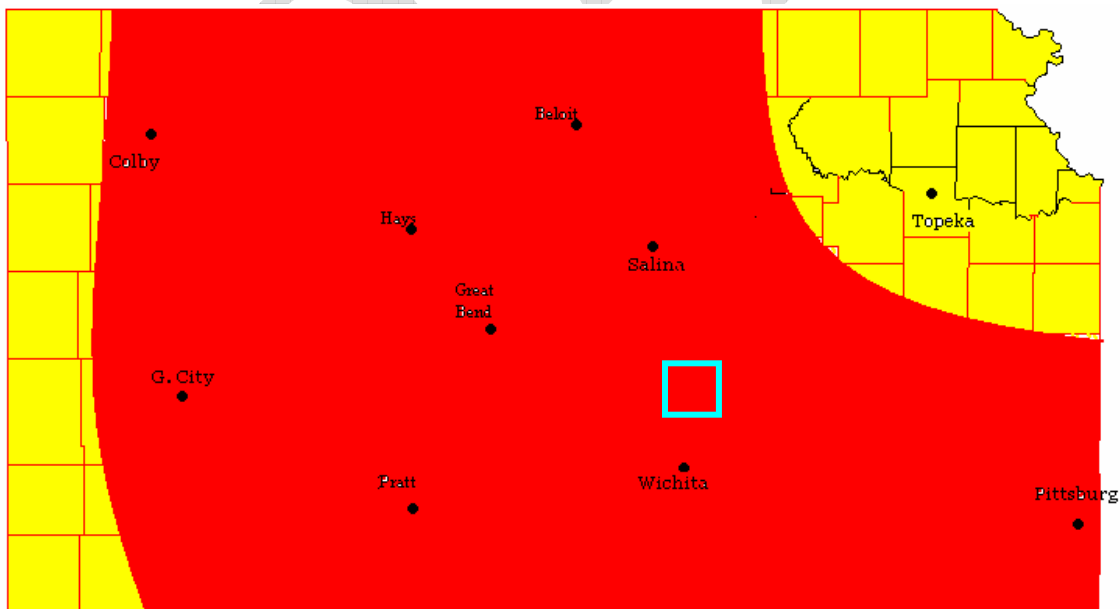 Beloit
Colby
Topeka
Hays
Salina
Great
Bend
G. City
Pratt
Wichita
Pittsburg